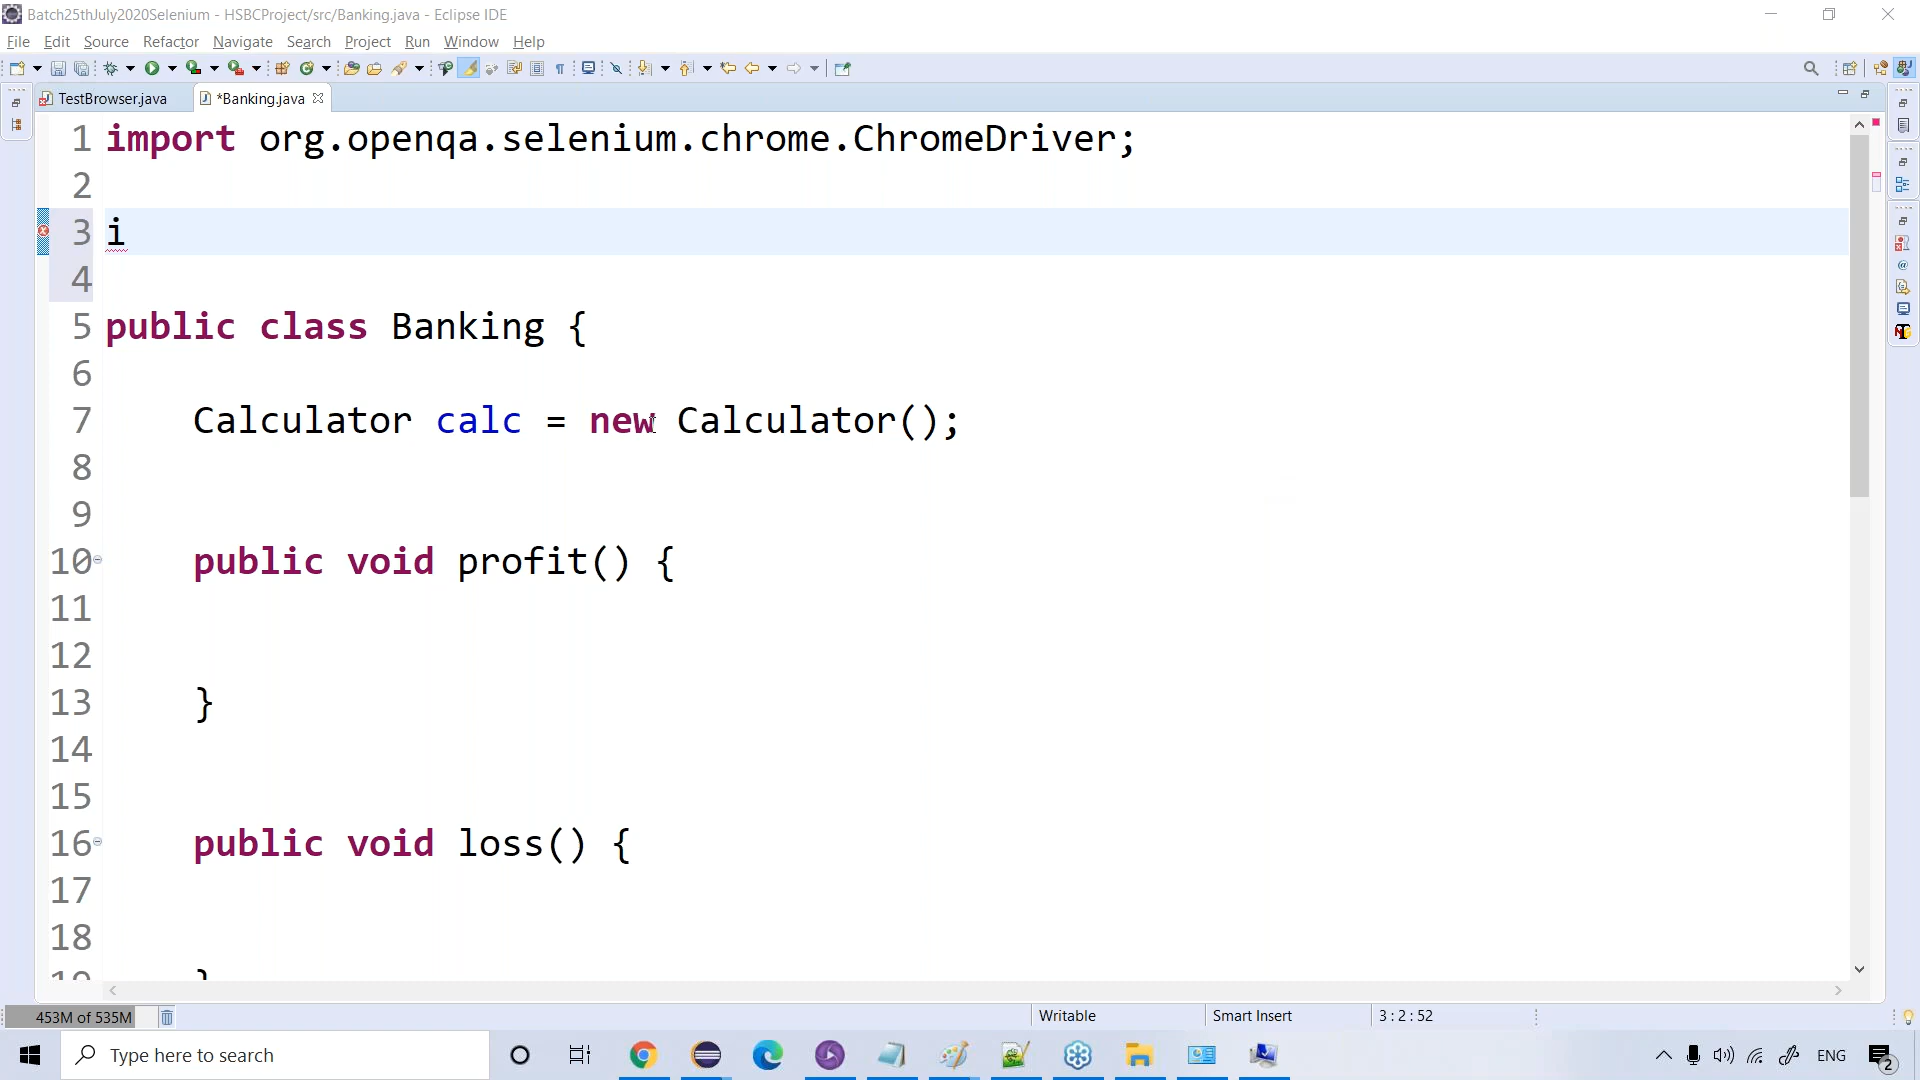 Batch25thJuly2020Selenium - HSBCProject/src/Banking.java - Eclipse IDE
File Edit Source Refactor Navigate Search Project Run Window Help
TestBrowser.java *Banking.java
1 import org.openqa.selenium.chrome.ChromeDriver;
2
3 i
4
5 public class Banking {
6
7 Calculator calc = new Calculator();
8
9
10 public void profit() {
11
12
13 }
14
15
16 public void loss() {
17
18
19 }
453M of 535M Writable Smart Insert 3 : 2 : 52
Type here to search ENG 2